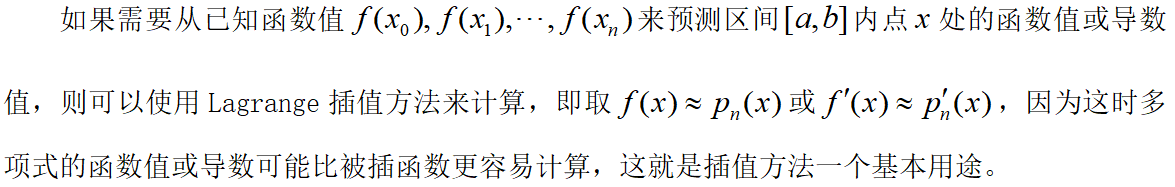 如果需要从已知函数值 f(x₀), f(x₁),⋯, f(xₙ) 来预测区间[a,b]内点 x 处的函数值或导数
值，则可以使用 Lagrange 插值方法来计算，即取 f(x) ≈ pₙ(x) 或 f′(x) ≈ p′ₙ(x)，因为这时多
项式的函数值或导数可能比被插函数更容易计算，这就是插值方法一个基本用途。